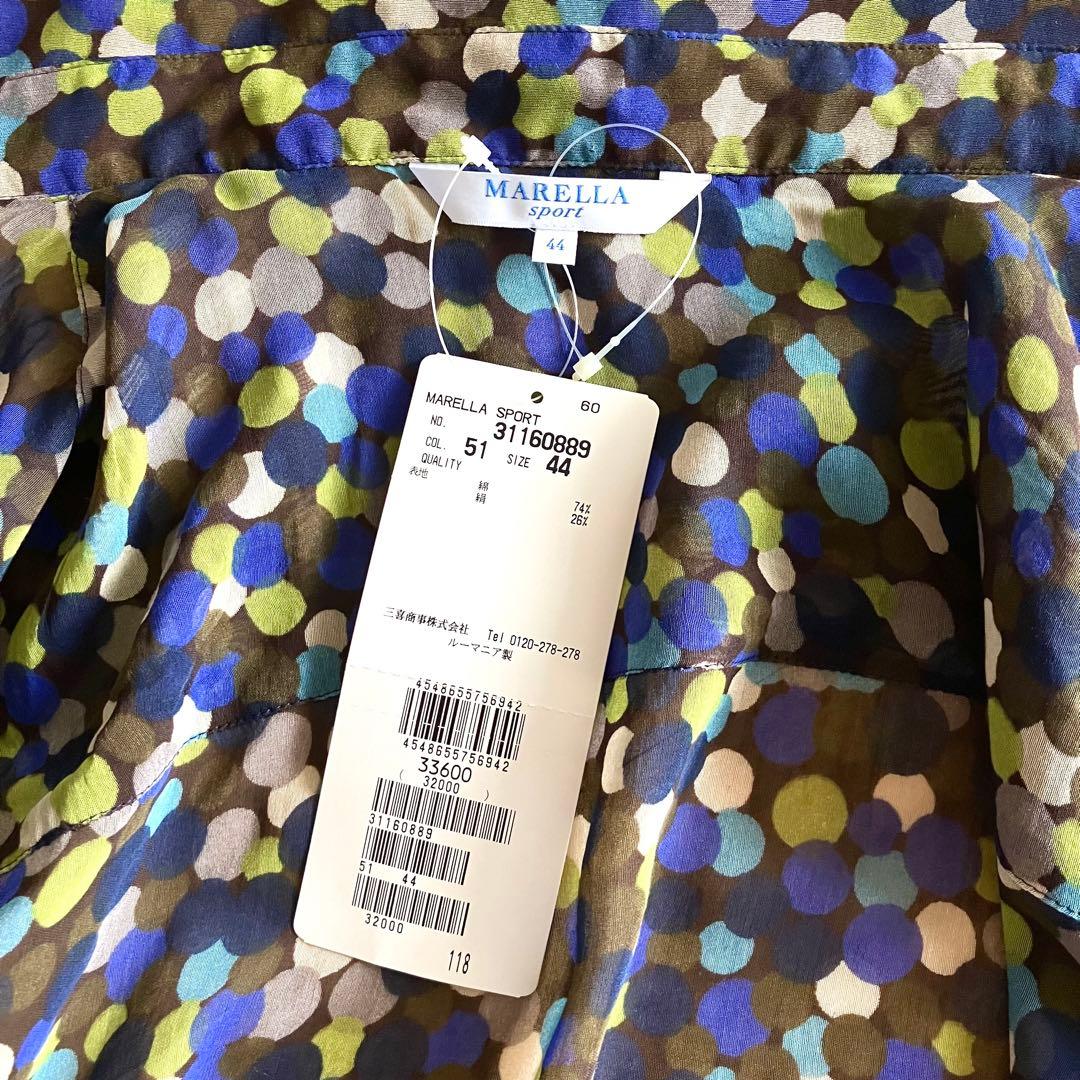 MARELLA
sport
44
MARELLA SPORT 60
NO. 31160889
COL. 51 SIZE 44
QUALITY
表地 綿 74%
絹 26%
三喜商事株式会社 Tel 0120-278-278
ルーマニア製
4548655756942
4548655756942
33600
( 32000 )
31160889
51 44
32000
118